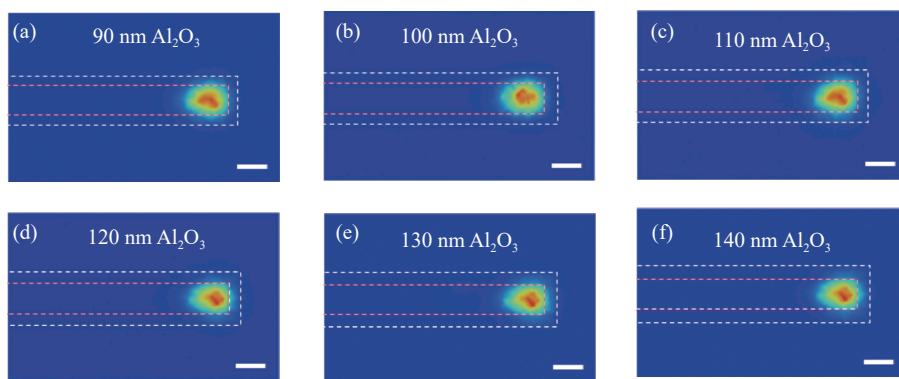 (a) 90 nm Al₂O₃
(b) 100 nm Al₂O₃
(c) 110 nm Al₂O₃
(d) 120 nm Al₂O₃
(e) 130 nm Al₂O₃
(f) 140 nm Al₂O₃